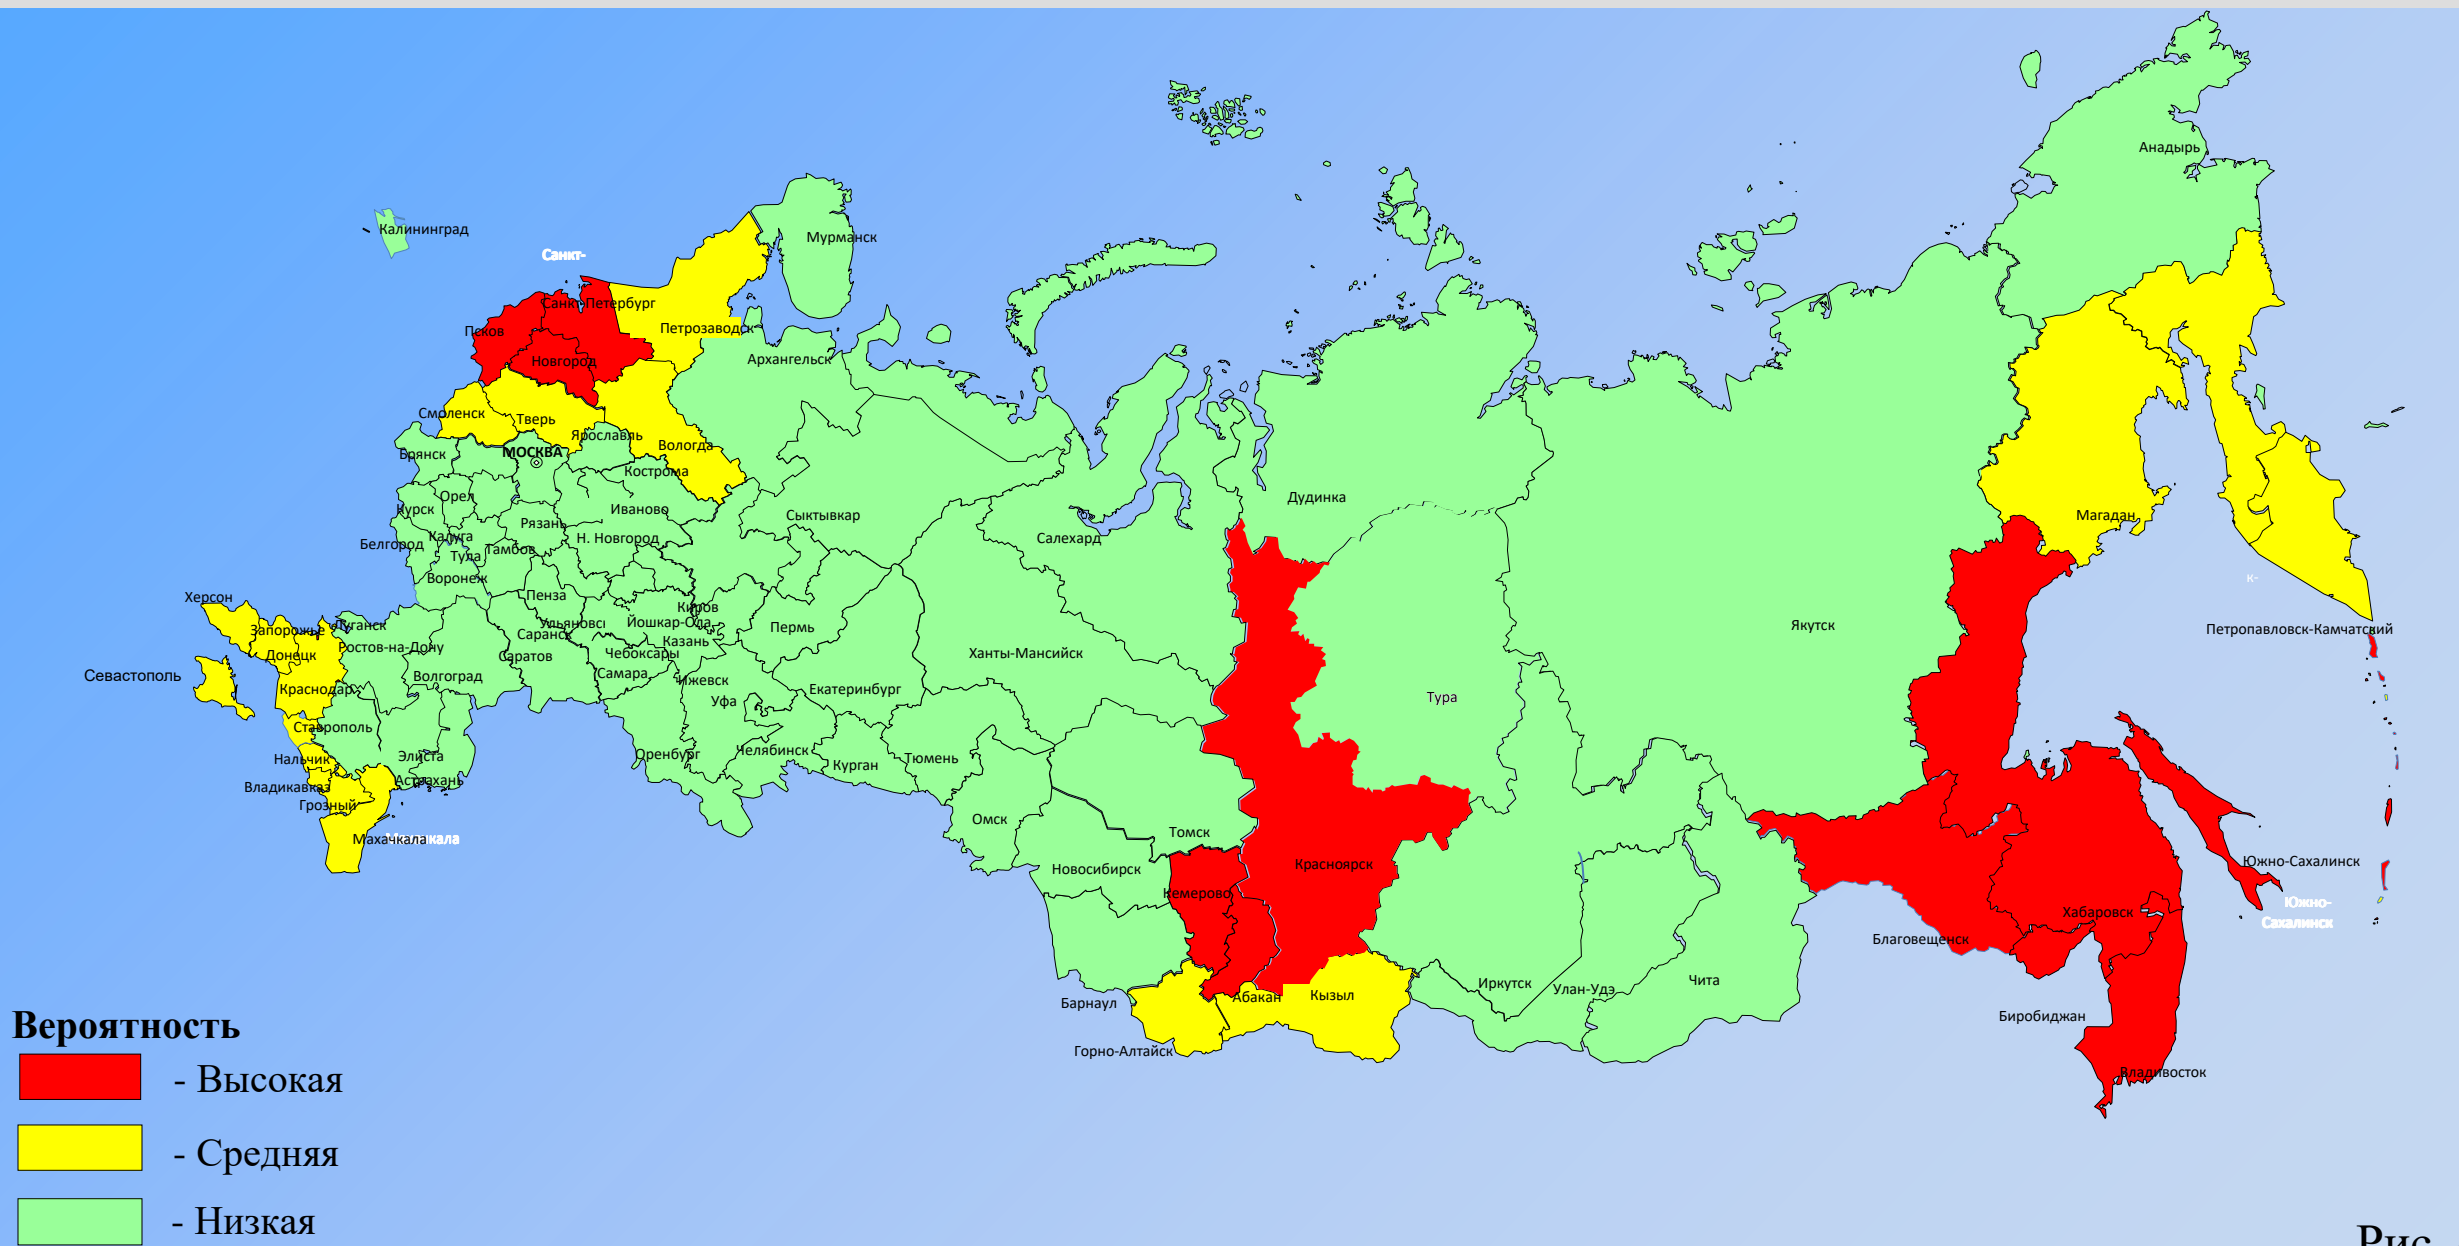 Анадырь
Калининград
Мурманск
Санкт-
Санкт-Петербург
Псков
Петрозаводск
Новгород
Архангельск
Смоленск
Тверь
Ярославль
Вологда
МОСКВА
Брянск
Кострома
Дудинка
Орел
Курск
Иваново
Сыктывкар
Магадан
Рязань
Калуга
Н. Новгород
Салехард
Белгород
Тамбов
Тула
Воронеж
к-
Херсон
Пенза
Киров
Запорожье
Луганск
Ульяновск
Йошкар-Ола
Пермь
Якутск
Петропавловск-Камчатский
Саранск
Казань
Донецк
Ростов-на-Дону
Саратов
Чебоксары
Ханты-Мансийск
Севастополь
Волгоград
Самара
Ижевск
Краснодар
Уфа
Екатеринбург
Тура
Ставрополь
Нальчик
Элиста
Оренбург
Челябинск
Курган
Тюмень
Владикавказ
Астрахань
Грозный
Махачкала
Омск
Томск
Новосибирск
Кемерово
Красноярск
Южно-Сахалинск
Южно-
Сахалинск
Хабаровск
Благовещенск
Барнаул
Абакан
Кызыл
Иркутск
Улан-Удэ
Чита
Биробиджан
Горно-Алтайск
Владивосток
Вероятность
- Высокая
- Средняя
- Низкая
Рис